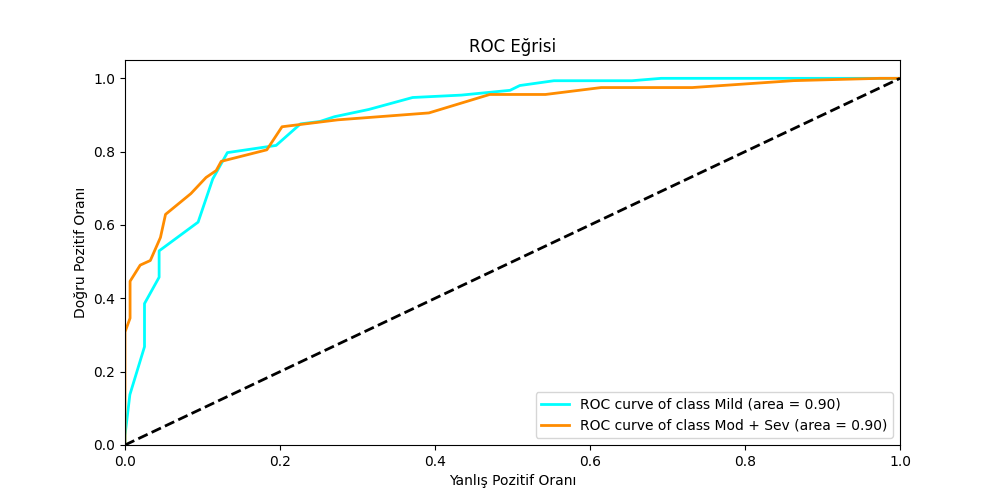 ROC Eğrisi
1.0
0.8
0.6
0.4
0.2
0.0
Doğru Pozitif Oranı
0.0 0.2 0.4 0.6 0.8 1.0
Yanlış Pozitif Oranı
ROC curve of class Mild (area = 0.90)
ROC curve of class Mod + Sev (area = 0.90)